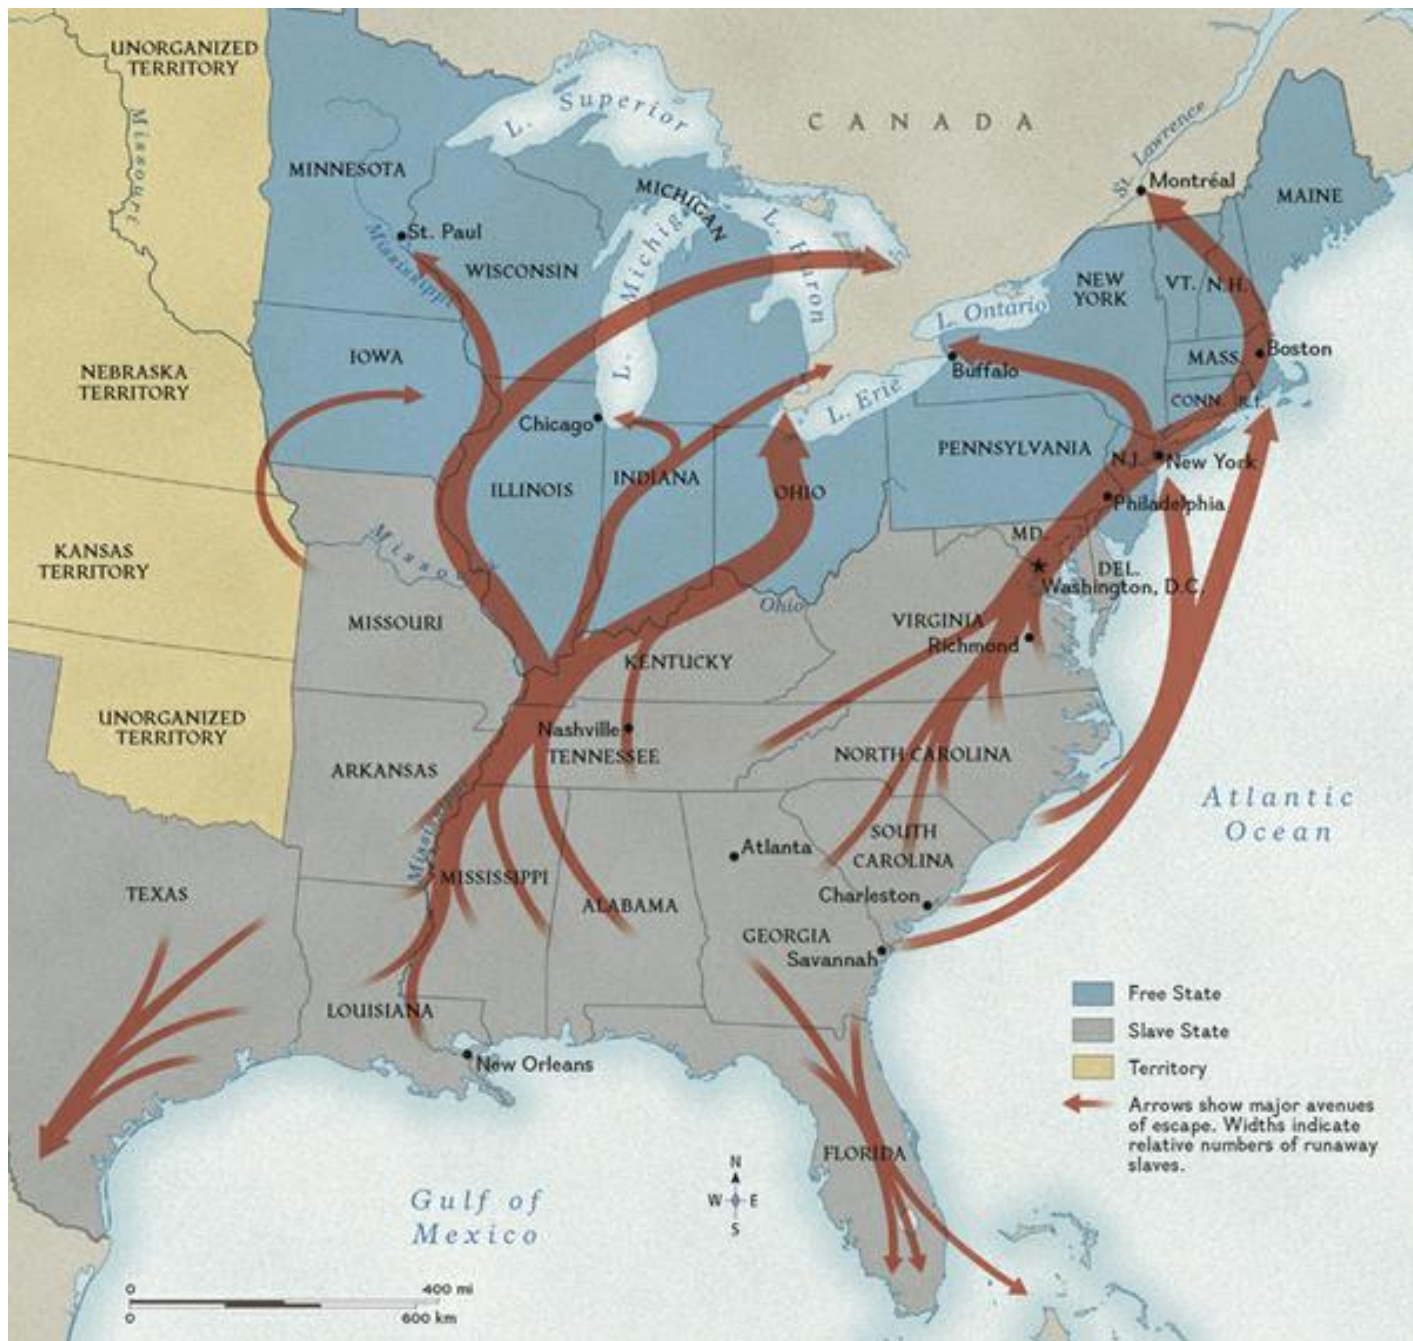 UNORGANIZED
TERRITORY
Missouri
MINNESOTA
L. Superior
CANADA
St. Lawrence
Montréal
MAINE
St. Paul
Mississippi
WISCONSIN
MICHIGAN
L. Michigan
L. Huron
NEW
YORK
VT.
N.H.
L. Ontario
NEBRASKA
TERRITORY
IOWA
Chicago
L. Erie
Buffalo
MASS.
Boston
CONN.
R.I.
PENNSYLVANIA
N.J.
New York
ILLINOIS
INDIANA
OHIO
Philadelphia
KANSAS
TERRITORY
Missouri
MD.
DEL.
Washington, D.C.
MISSOURI
Ohio
VIRGINIA
Richmond
KENTUCKY
UNORGANIZED
TERRITORY
Nashville
TENNESSEE
NORTH CAROLINA
ARKANSAS
Mississippi
Atlantic
Ocean
Atlanta
SOUTH
CAROLINA
TEXAS
MISSISSIPPI
ALABAMA
Charleston
GEORGIA
Savannah
LOUISIANA
New Orleans
Free State
Slave State
Territory
Arrows show major avenues
of escape. Widths indicate
relative numbers of runaway
slaves.
FLORIDA
Gulf of
Mexico
N
W E
S
0 400 mi
0 600 km